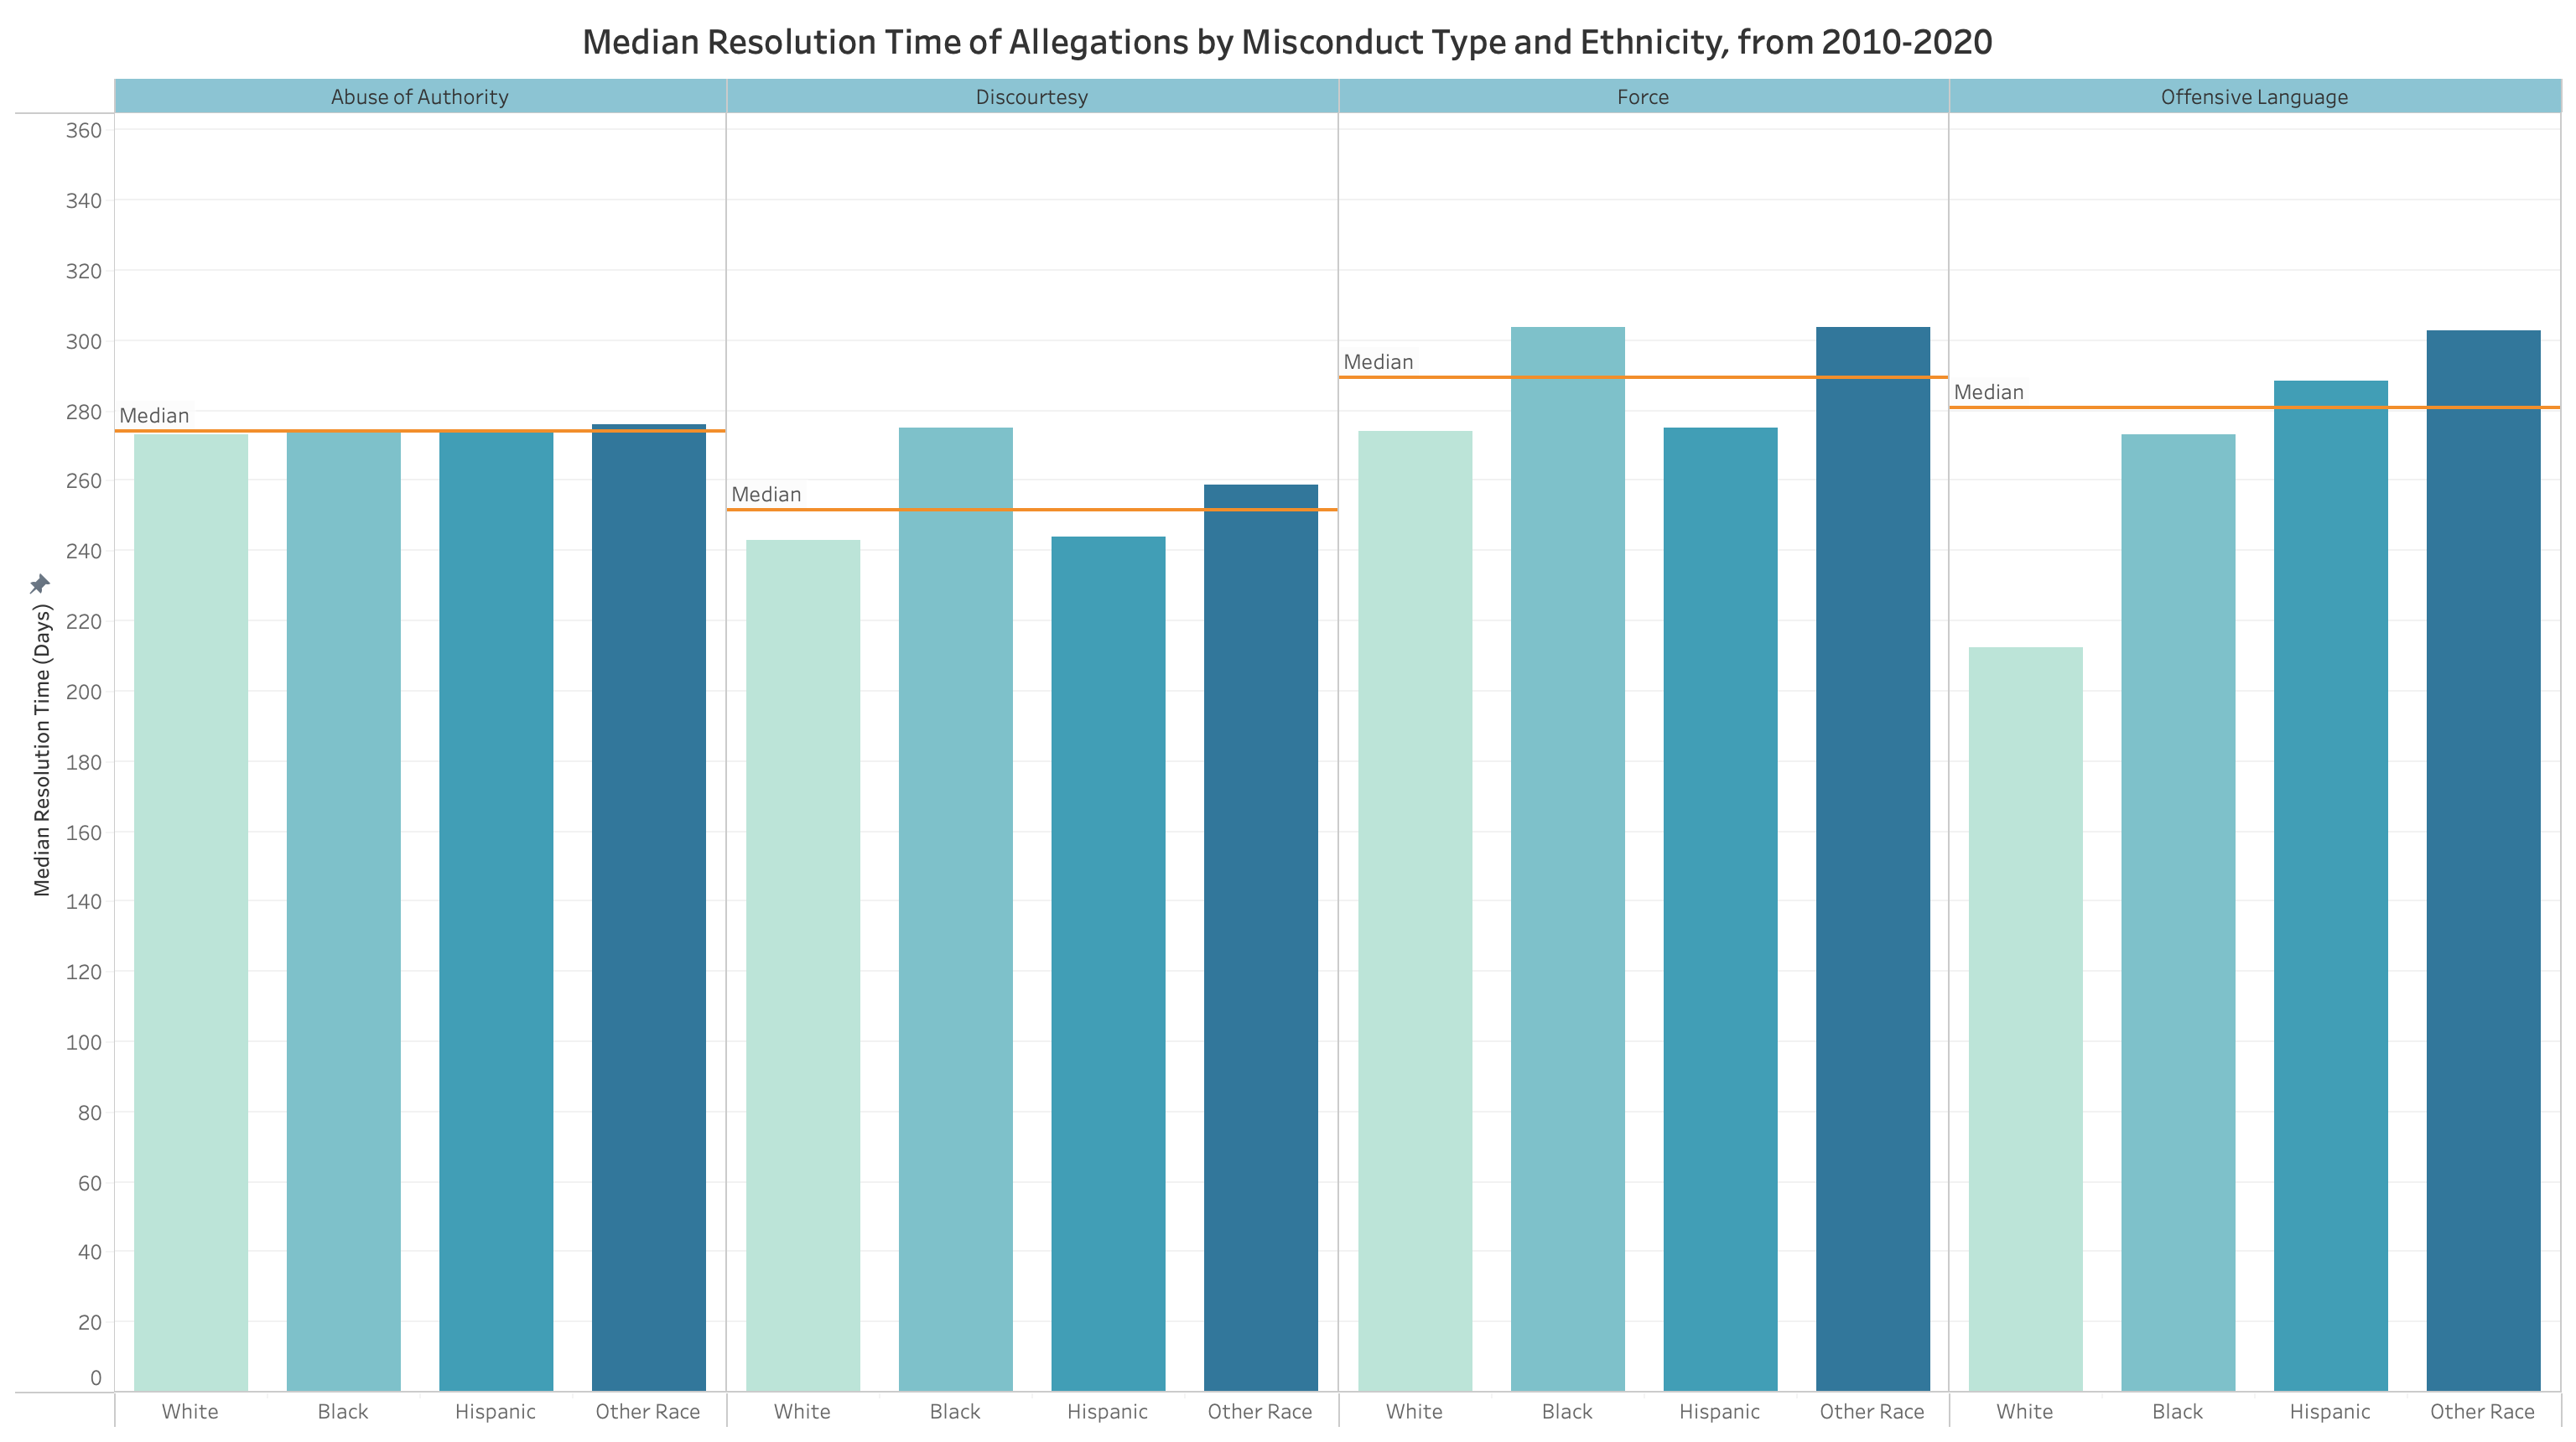 Median Resolution Time of Allegations by Misconduct Type and Ethnicity, from 2010-2020
Abuse of Authority Discourtesy Force Offensive Language
360
340
320
300
280
260
240
220
200
180
160
140
120
100
80
60
40
20
0
Median Resolution Time (Days)
Median
Median
Median
Median
White Black Hispanic Other Race White Black Hispanic Other Race White Black Hispanic Other Race White Black Hispanic Other Race